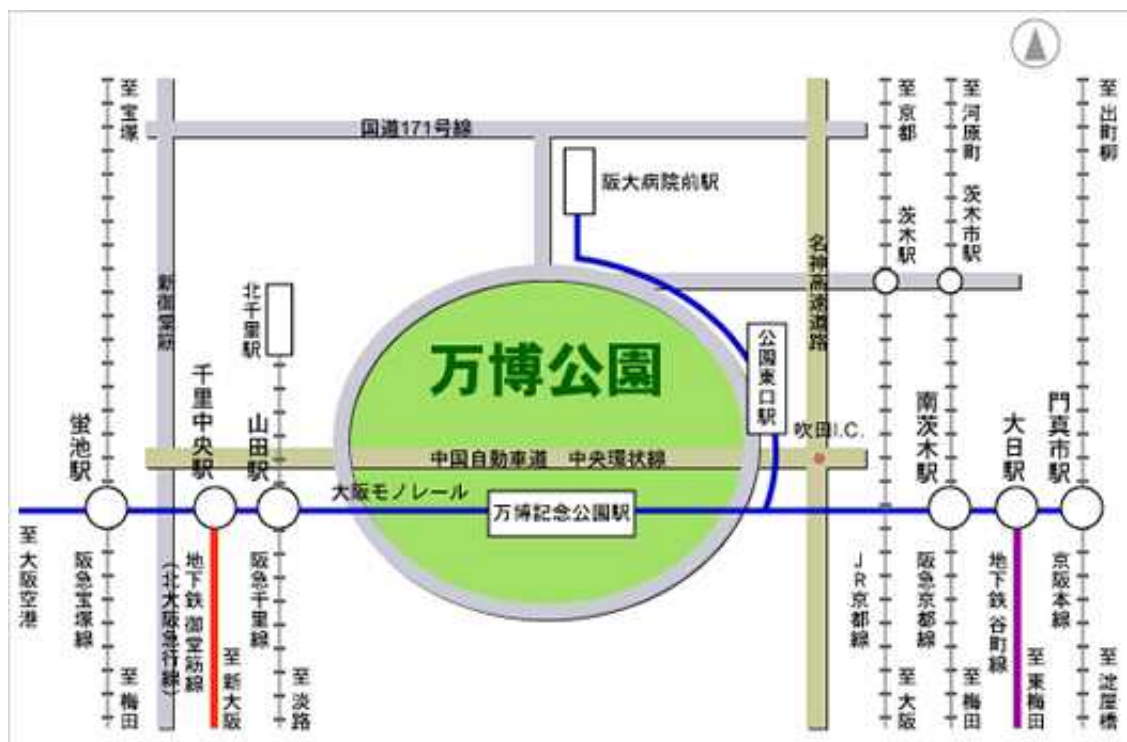 至 宝塚
国道171号線
至 京都
至 河原町
至 出町柳
阪大病院前駅
茨木駅
茨木市駅
名神高速道路
新御堂筋
北千里駅
公園東口駅
万博公園
千里中央駅
山田駅
蛍池駅
南茨木駅
大日駅
門真市駅
吹田I.C.
中国自動車道 中央環状線
大阪モノレール
万博記念公園駅
至 大阪空港
阪急宝塚線
地下鉄 御堂筋線
(北大阪急行線)
阪急千里線
JR京都線
阪急京都線
地下鉄谷町線
京阪本線
至 梅田
至 新大阪
至 淡路
至 大阪
至 梅田
至 東梅田
至 淀屋橋